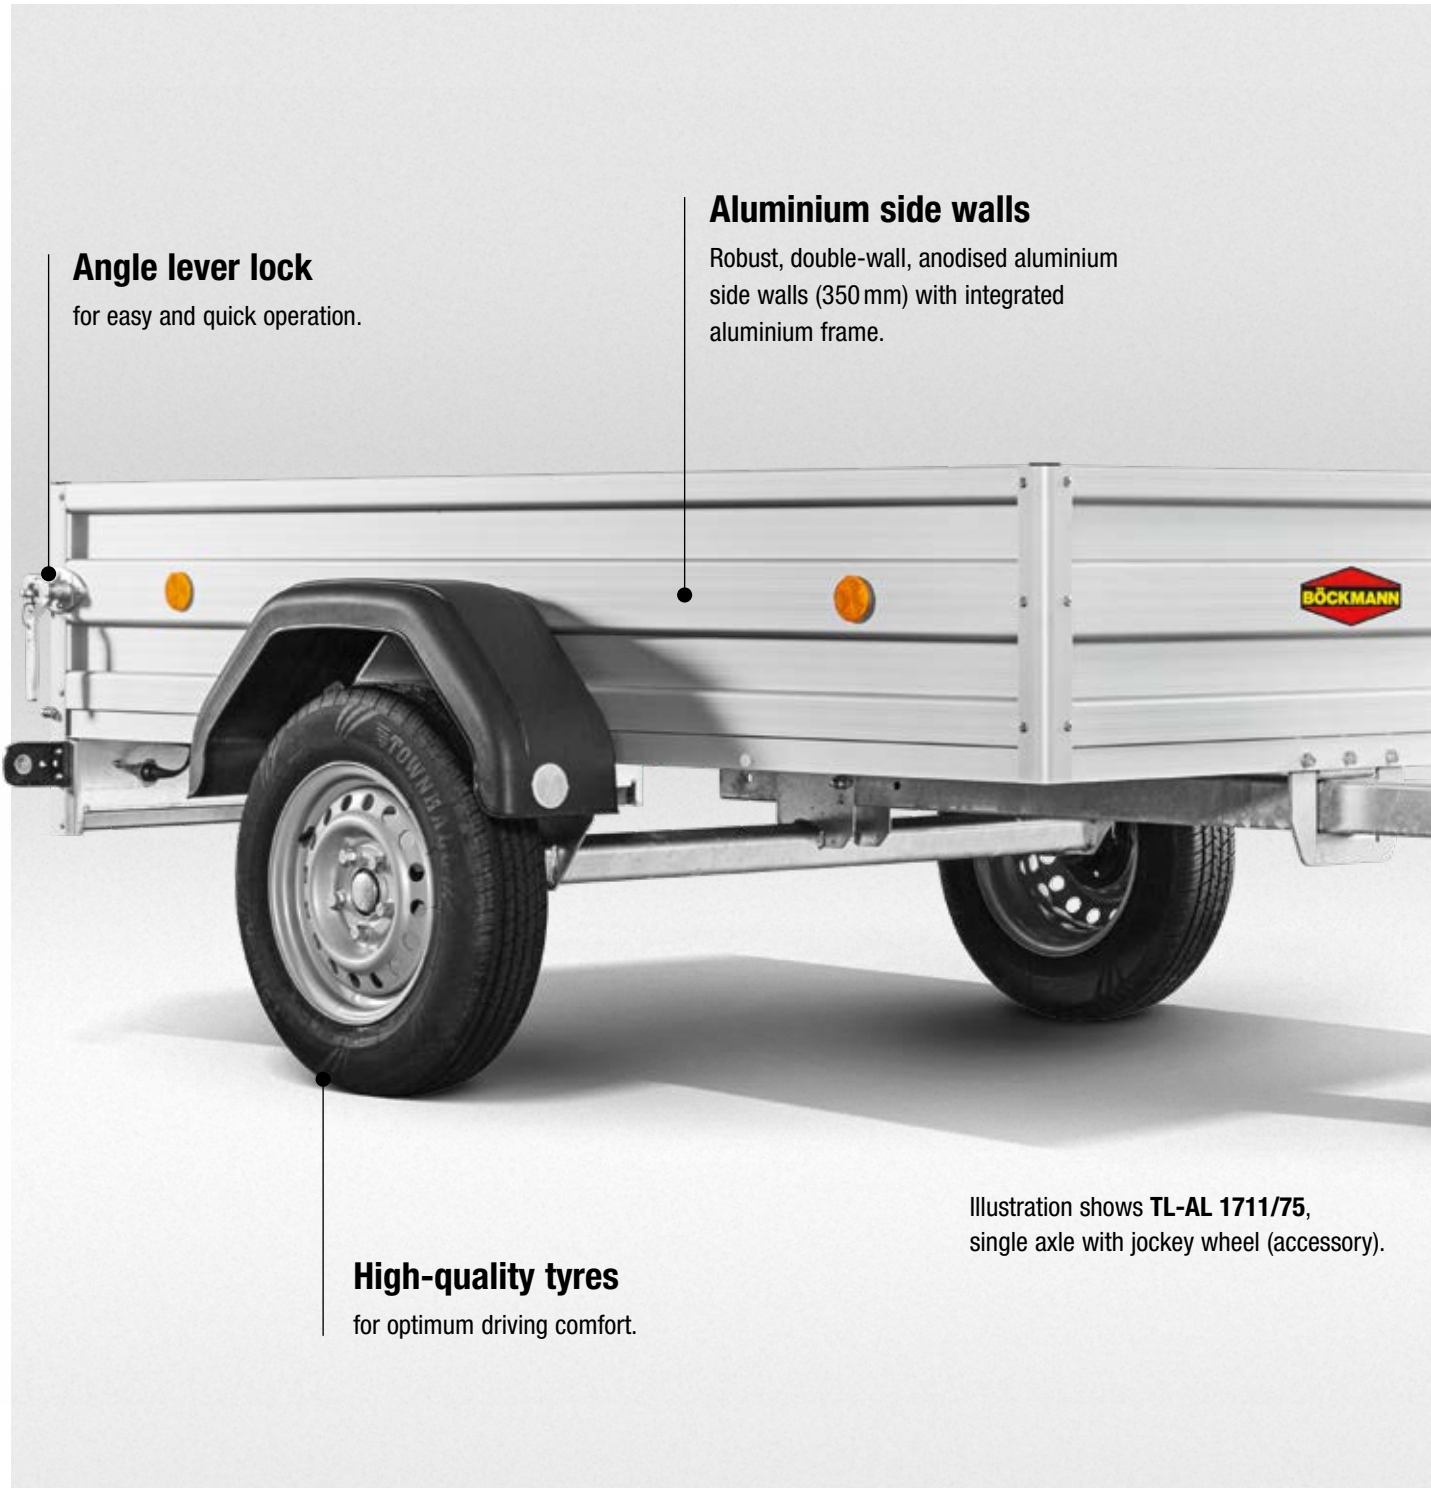 Aluminium side walls
Robust, double-wall, anodised aluminium
side walls (350 mm) with integrated
aluminium frame.
Angle lever lock
for easy and quick operation.
BÖCKMANN
TOWNHALL
Illustration shows TL-AL 1711/75,
single axle with jockey wheel (accessory).
High-quality tyres
for optimum driving comfort.